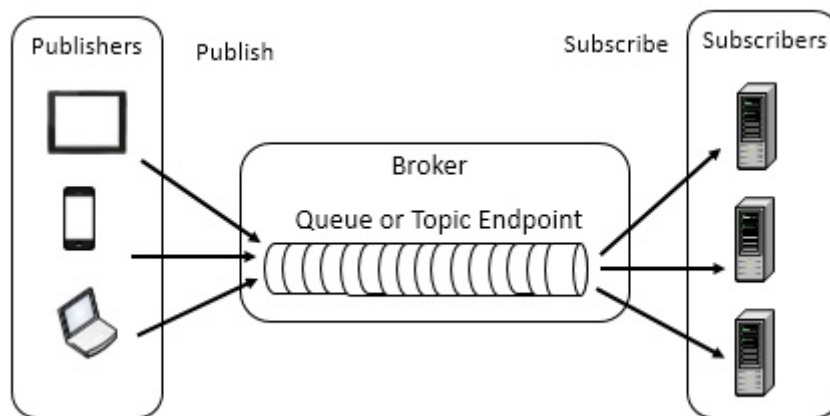 Publishers
Publish
Subscribe
Subscribers
Broker
Queue or Topic Endpoint